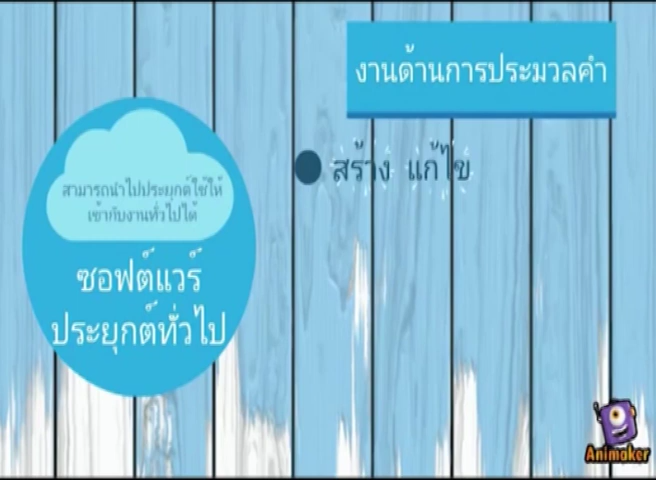 งานด้านการประมวลคำ
สร้าง แก้ไข
สามารถนำไปประยุกต์ใช้ให้
เข้ากับงานทั่วไปได้
ซอฟต์แวร์
ประยุกต์ทั่วไป
Animaker